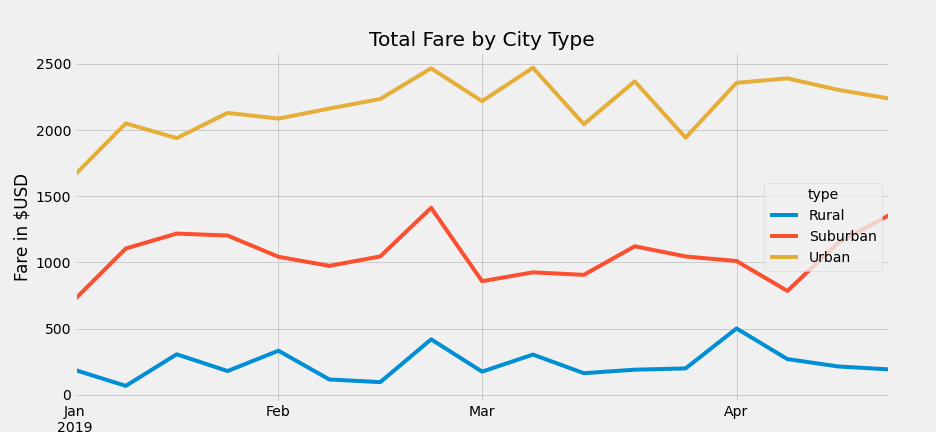 Total Fare by City Type
Fare in $USD
2500
2000
1500
1000
500
0
type
Rural
Suburban
Urban
Jan
2019
Feb
Mar
Apr